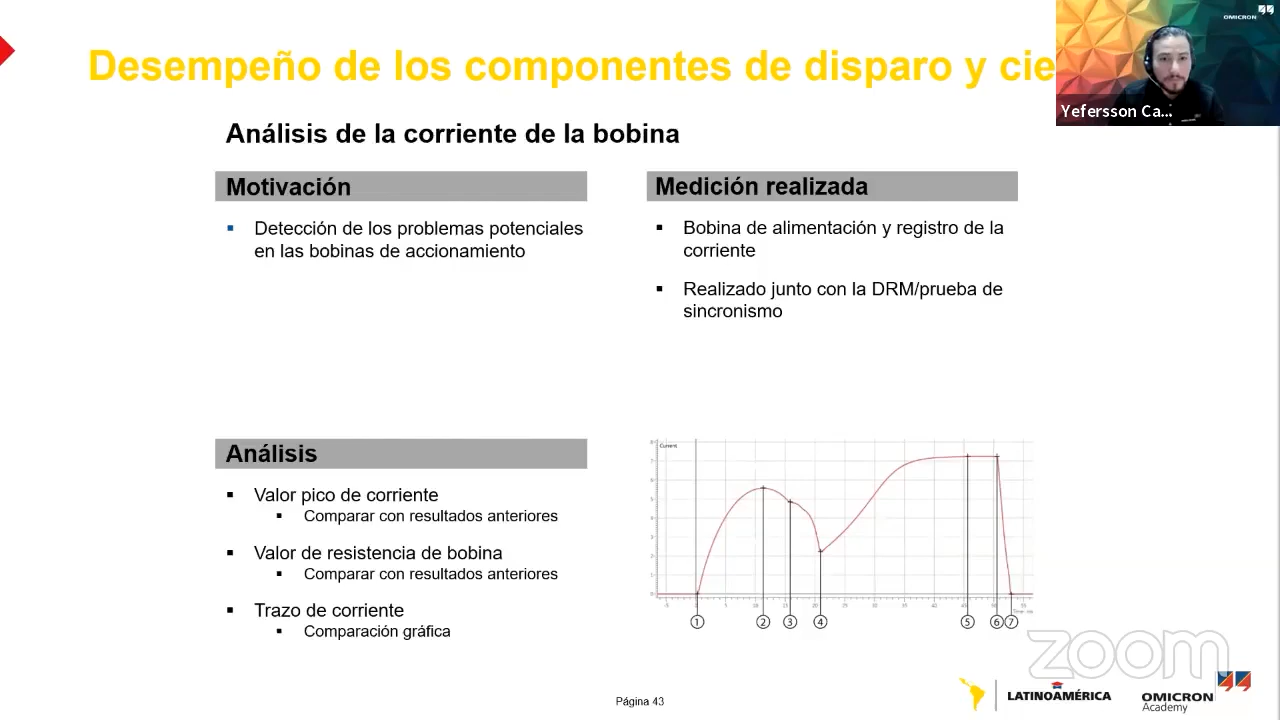 Desempeño de los componentes de disparo y cie
OMICRON
Yefersson Ca...
Análisis de la corriente de la bobina
Motivación
Detección de los problemas potenciales
en las bobinas de accionamiento
Medición realizada
Bobina de alimentación y registro de la
corriente
Realizado junto con la DRM/prueba de
sincronismo
Análisis
Valor pico de corriente
Comparar con resultados anteriores
Valor de resistencia de bobina
Comparar con resultados anteriores
Trazo de corriente
Comparación gráfica
Current
1 2 3 4 5 6 7
zoom
Página 43
LATINOAMÉRICA
OMICRON
Academy